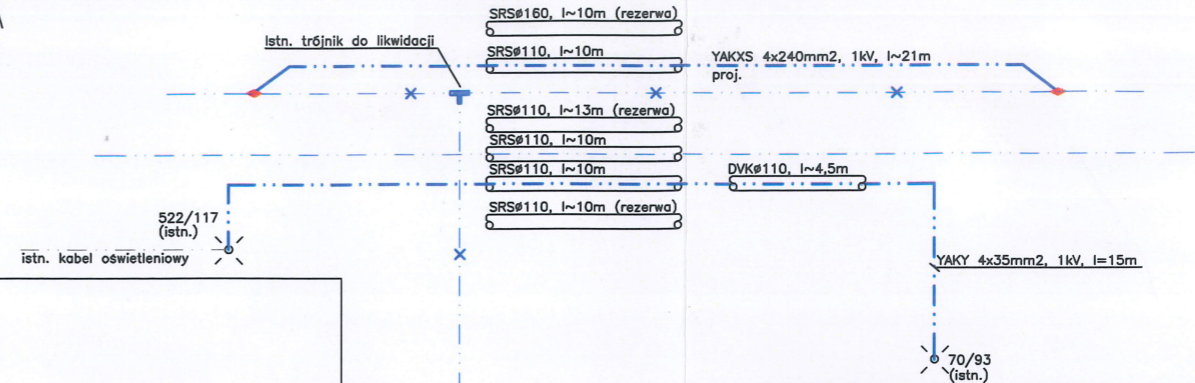 SRSø160, l~10m (rezerwa)
Istn. trójnik do likwidacji
SRSø110, l~10m
YAKXS 4x240mm2, 1kV, l~21m
proj.
SRSø110, l~13m (rezerwa)
SRSø110, l~10m
SRSø110, l~10m
DVKø110, l~4,5m
SRSø110, l~10m (rezerwa)
522/117
(istn.)
istn. kabel oświetleniowy
YAKY 4x35mm2, 1kV, l=15m
70/93
(istn.)